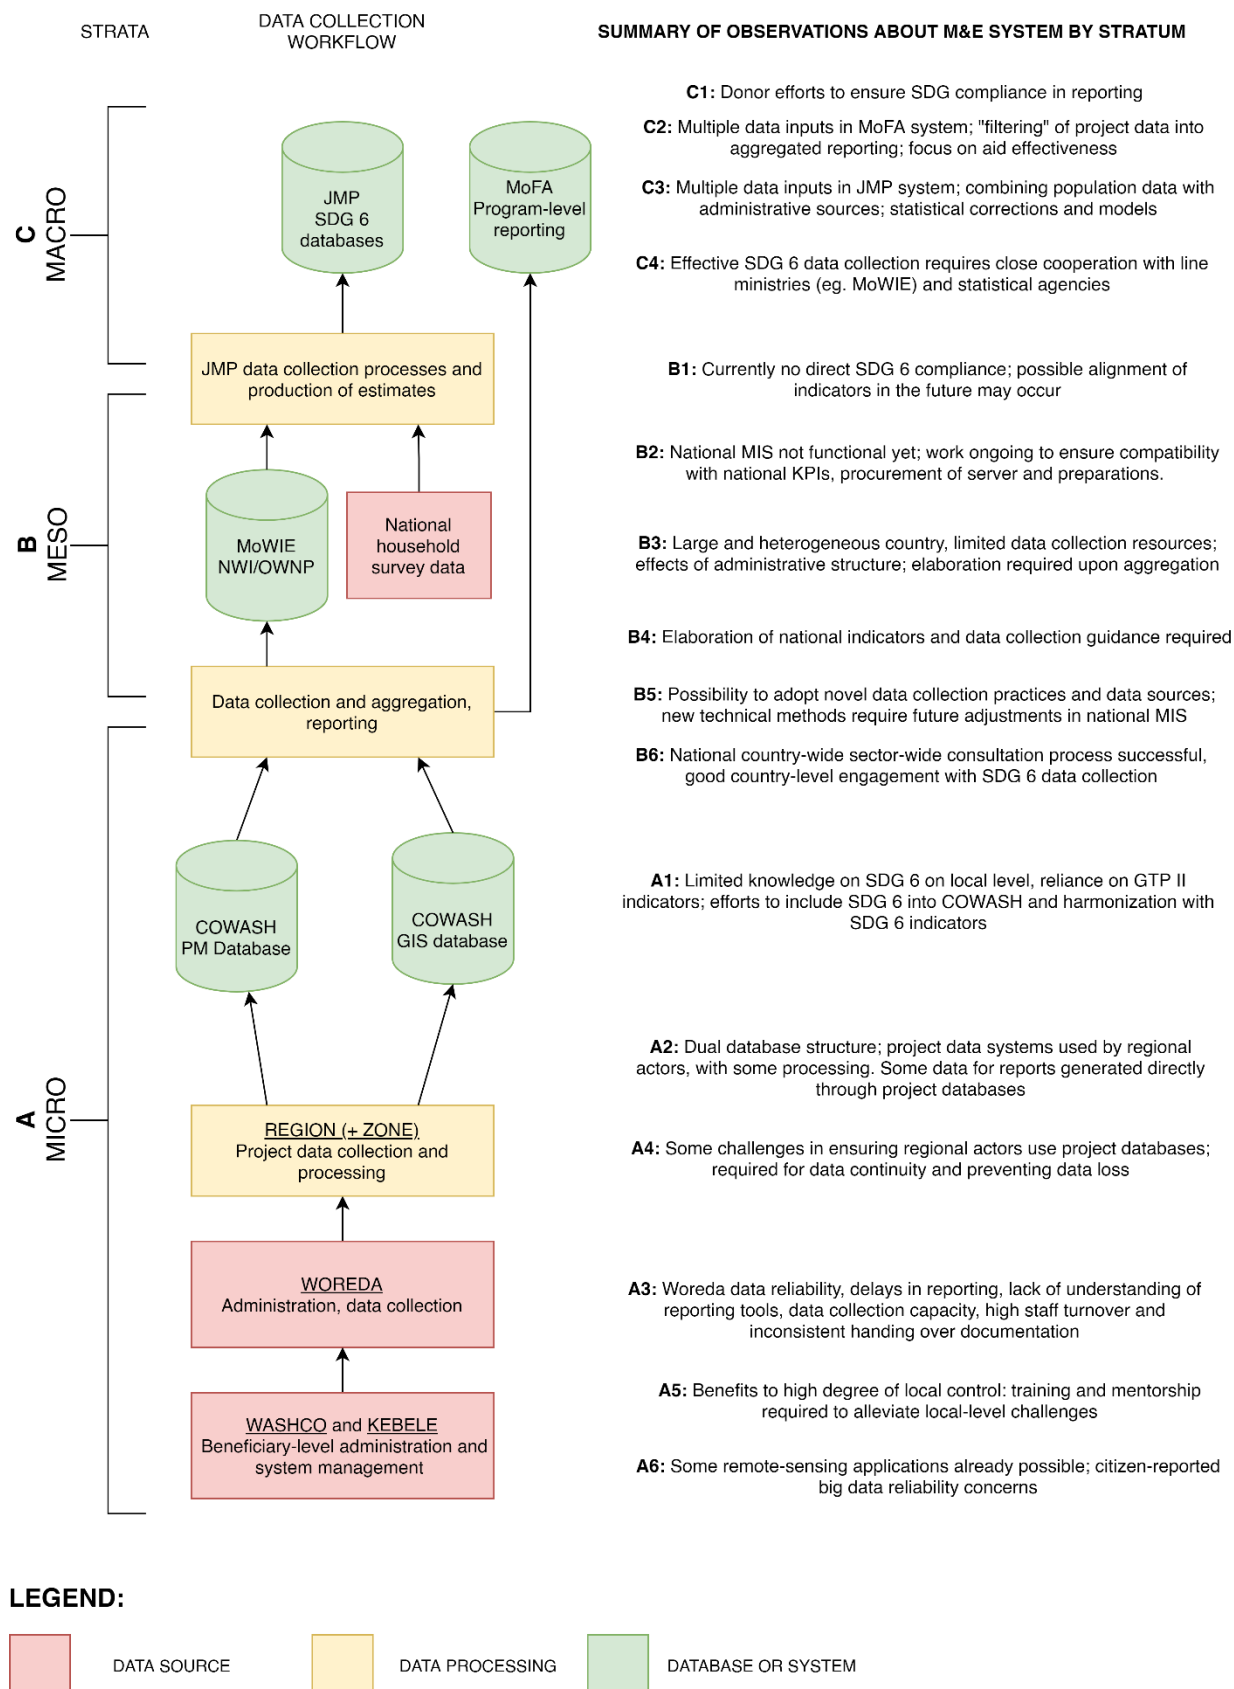 STRATA
DATA COLLECTION
WORKFLOW
SUMMARY OF OBSERVATIONS ABOUT M&E SYSTEM BY STRATUM
C
MACRO
JMP
SDG 6
databases
MoFA
Program-level
reporting
JMP data collection processes and
production of estimates
C1: Donor efforts to ensure SDG compliance in reporting
C2: Multiple data inputs in MoFA system; "filtering" of project data into
aggregated reporting; focus on aid effectiveness
C3: Multiple data inputs in JMP system; combining population data with
administrative sources; statistical corrections and models
C4: Effective SDG 6 data collection requires close cooperation with line
ministries (eg. MoWIE) and statistical agencies
B
MESO
MoWIE
NWI/OWNP
National
household
survey data
Data collection and aggregation,
reporting
B1: Currently no direct SDG 6 compliance; possible alignment of
indicators in the future may occur
B2: National MIS not functional yet; work ongoing to ensure compatibility
with national KPIs, procurement of server and preparations.
B3: Large and heterogeneous country, limited data collection resources;
effects of administrative structure; elaboration required upon aggregation
B4: Elaboration of national indicators and data collection guidance required
B5: Possibility to adopt novel data collection practices and data sources;
new technical methods require future adjustments in national MIS
B6: National country-wide sector-wide consultation process successful,
good country-level engagement with SDG 6 data collection
A
MICRO
COWASH
PM Database
COWASH
GIS database
REGION (+ ZONE)
Project data collection and
processing
WOREDA
Administration, data collection
WASHCO and KEBELE
Beneficiary-level administration and
system management
A1: Limited knowledge on SDG 6 on local level, reliance on GTP II
indicators; efforts to include SDG 6 into COWASH and harmonization with
SDG 6 indicators
A2: Dual database structure; project data systems used by regional
actors, with some processing. Some data for reports generated directly
through project databases
A4: Some challenges in ensuring regional actors use project databases;
required for data continuity and preventing data loss
A3: Woreda data reliability, delays in reporting, lack of understanding of
reporting tools, data collection capacity, high staff turnover and
inconsistent handing over documentation
A5: Benefits to high degree of local control: training and mentorship
required to alleviate local-level challenges
A6: Some remote-sensing applications already possible; citizen-reported
big data reliability concerns
LEGEND:
DATA SOURCE
DATA PROCESSING
DATABASE OR SYSTEM